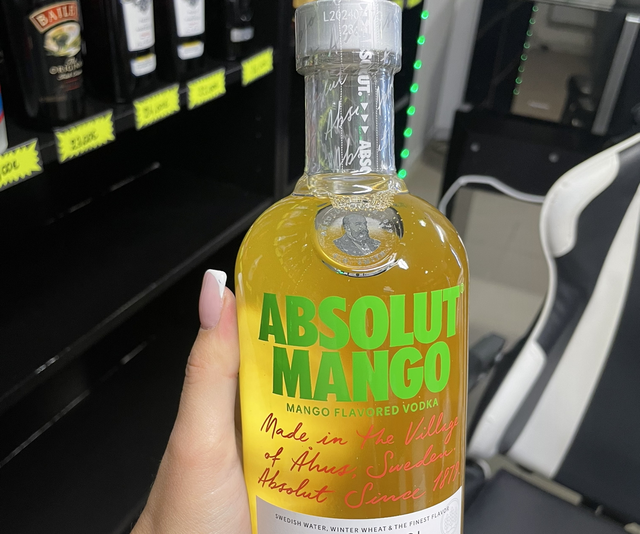 BAILEYS
L2024
ABSOLUT
MANGO
MANGO FLAVORED VODKA
Made in the Village
of Åhus, Sweden.
Absolut Since 1879
SWEDISH WATER, WINTER WHEAT & THE FINEST FLAVOR